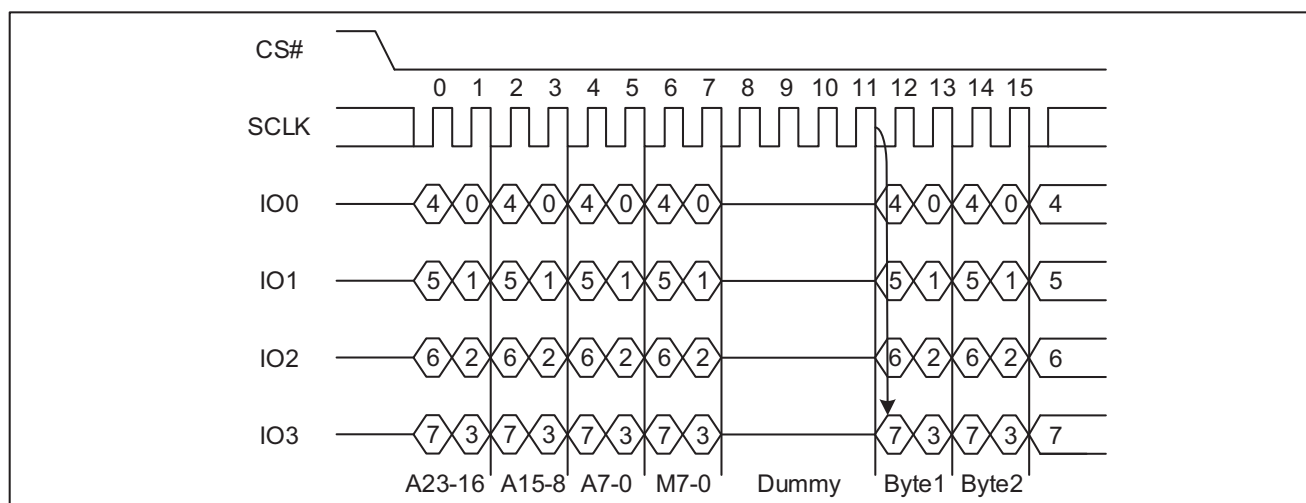 CS#
0 1 2 3 4 5 6 7 8 9 10 11 12 13 14 15
SCLK
IO0 4 0 4 0 4 0 4 0 4 0 4 0 4
IO1 5 1 5 1 5 1 5 1 5 1 5 1 5
IO2 6 2 6 2 6 2 6 2 6 2 6 2 6
IO3 7 3 7 3 7 3 7 3 7 3 7 3 7
A23-16 A15-8 A7-0 M7-0 Dummy Byte1 Byte2